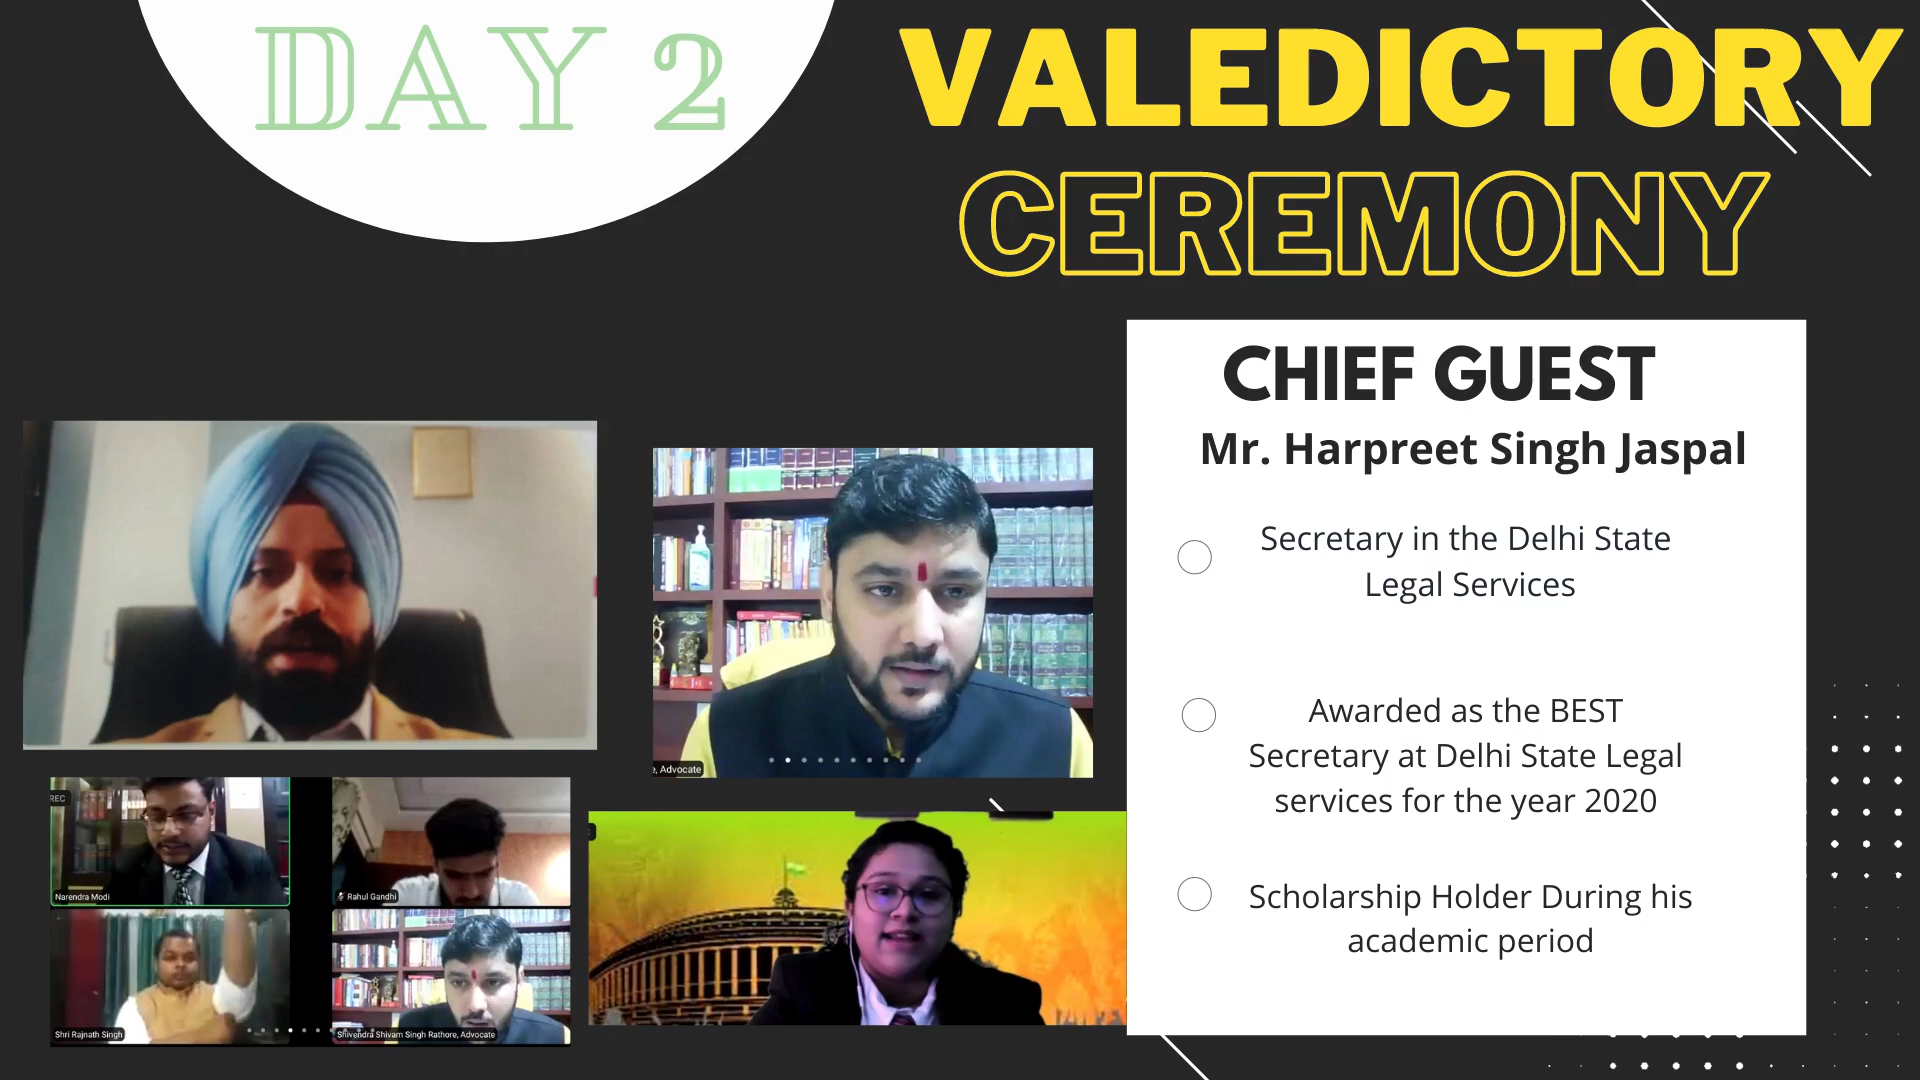 DAY 2
VALEDICTORY
CEREMONY
CHIEF GUEST
Mr. Harpreet Singh Jaspal
Secretary in the Delhi State
Legal Services
Awarded as the BEST
Secretary at Delhi State Legal
services for the year 2020
Scholarship Holder During his
academic period
e, Advocate
REC
Narendra Modi
Rahul Gandhi
Shri Rajnath Singh
Shivendra Shivam Singh Rathore, Advocate